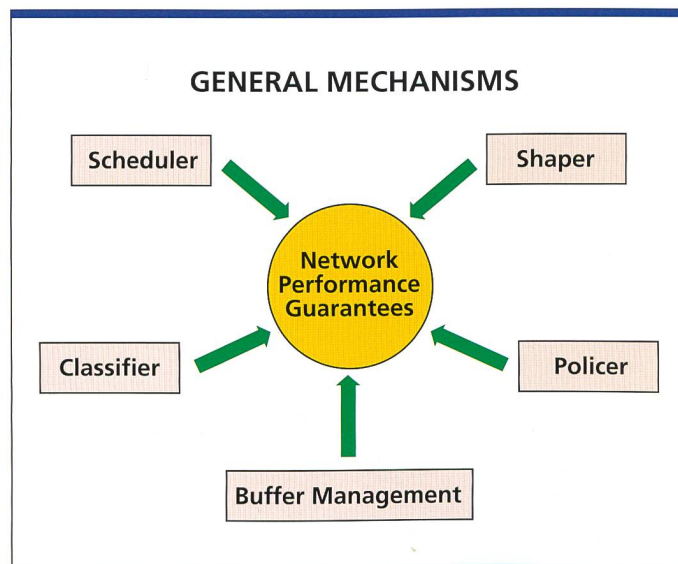 GENERAL MECHANISMS
Scheduler
Shaper
Network
Performance
Guarantees
Classifier
Policer
Buffer Management